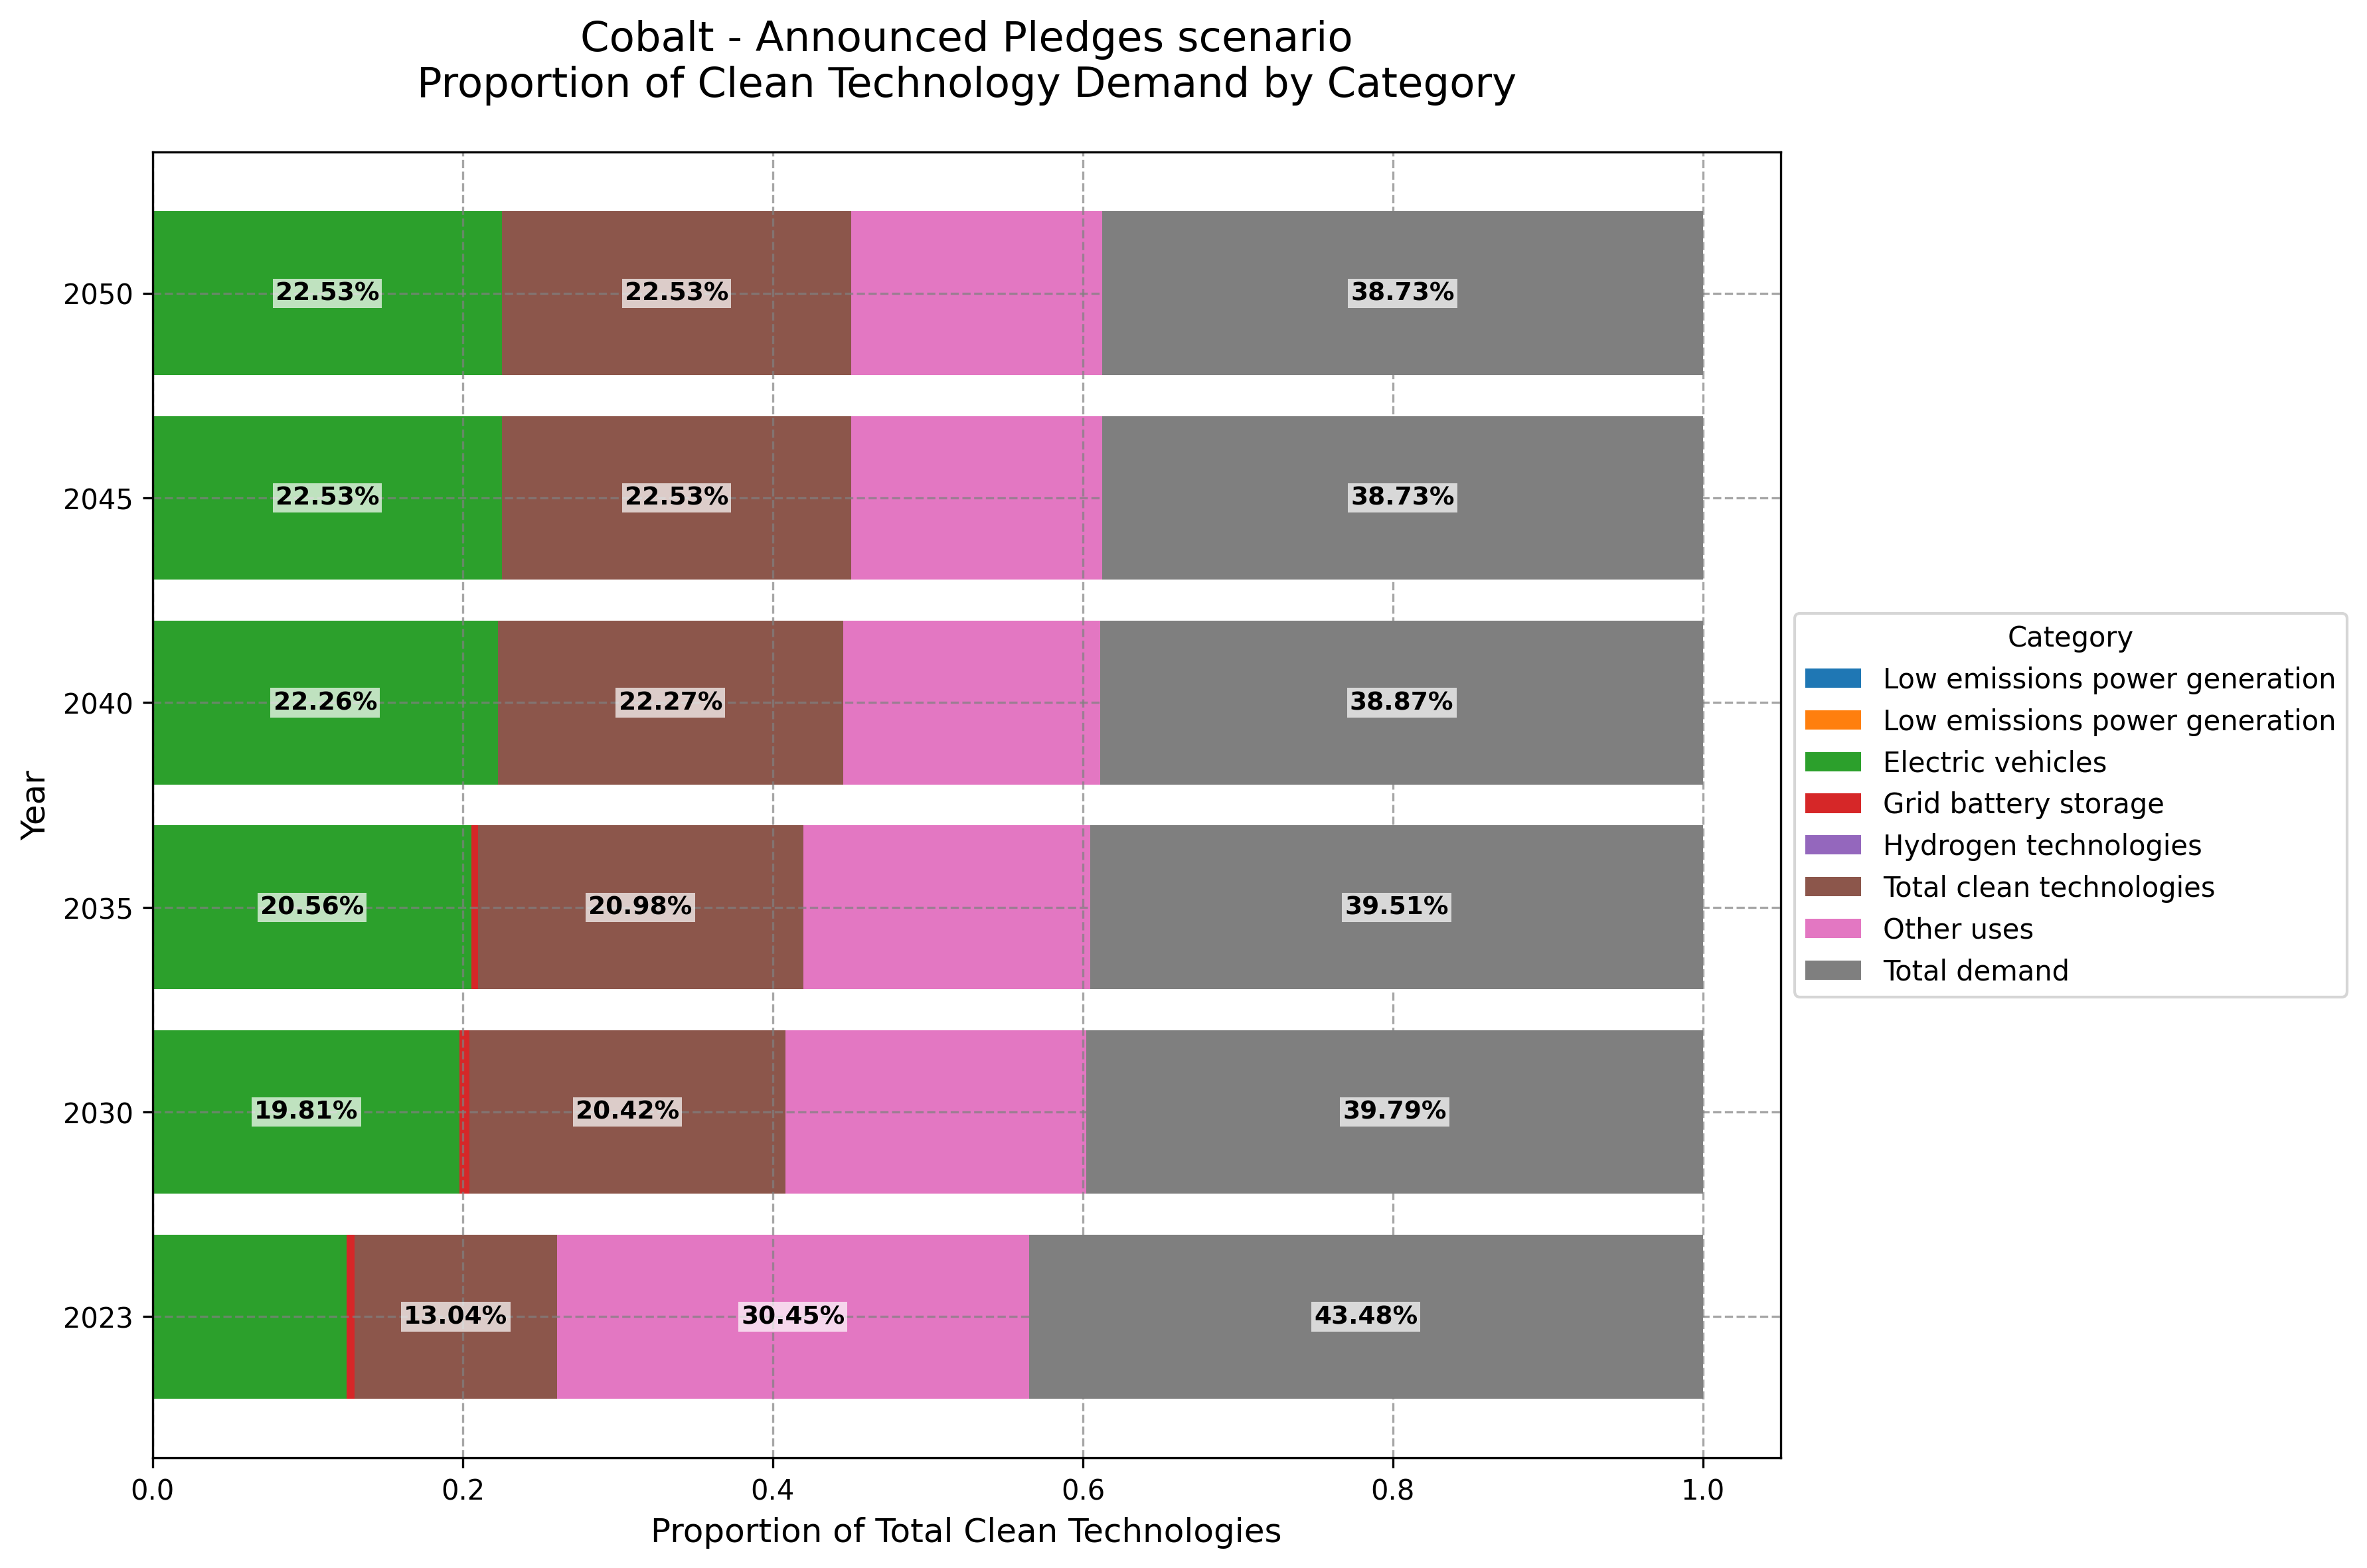 Cobalt - Announced Pledges scenario
Proportion of Clean Technology Demand by Category
Year
2050
22.53%
22.53%
38.73%
2045
22.53%
22.53%
38.73%
2040
22.26%
22.27%
38.87%
2035
20.56%
20.98%
39.51%
2030
19.81%
20.42%
39.79%
2023
13.04%
30.45%
43.48%
0.0
0.2
0.4
0.6
0.8
1.0
Proportion of Total Clean Technologies
Category
Low emissions power generation
Low emissions power generation
Electric vehicles
Grid battery storage
Hydrogen technologies
Total clean technologies
Other uses
Total demand